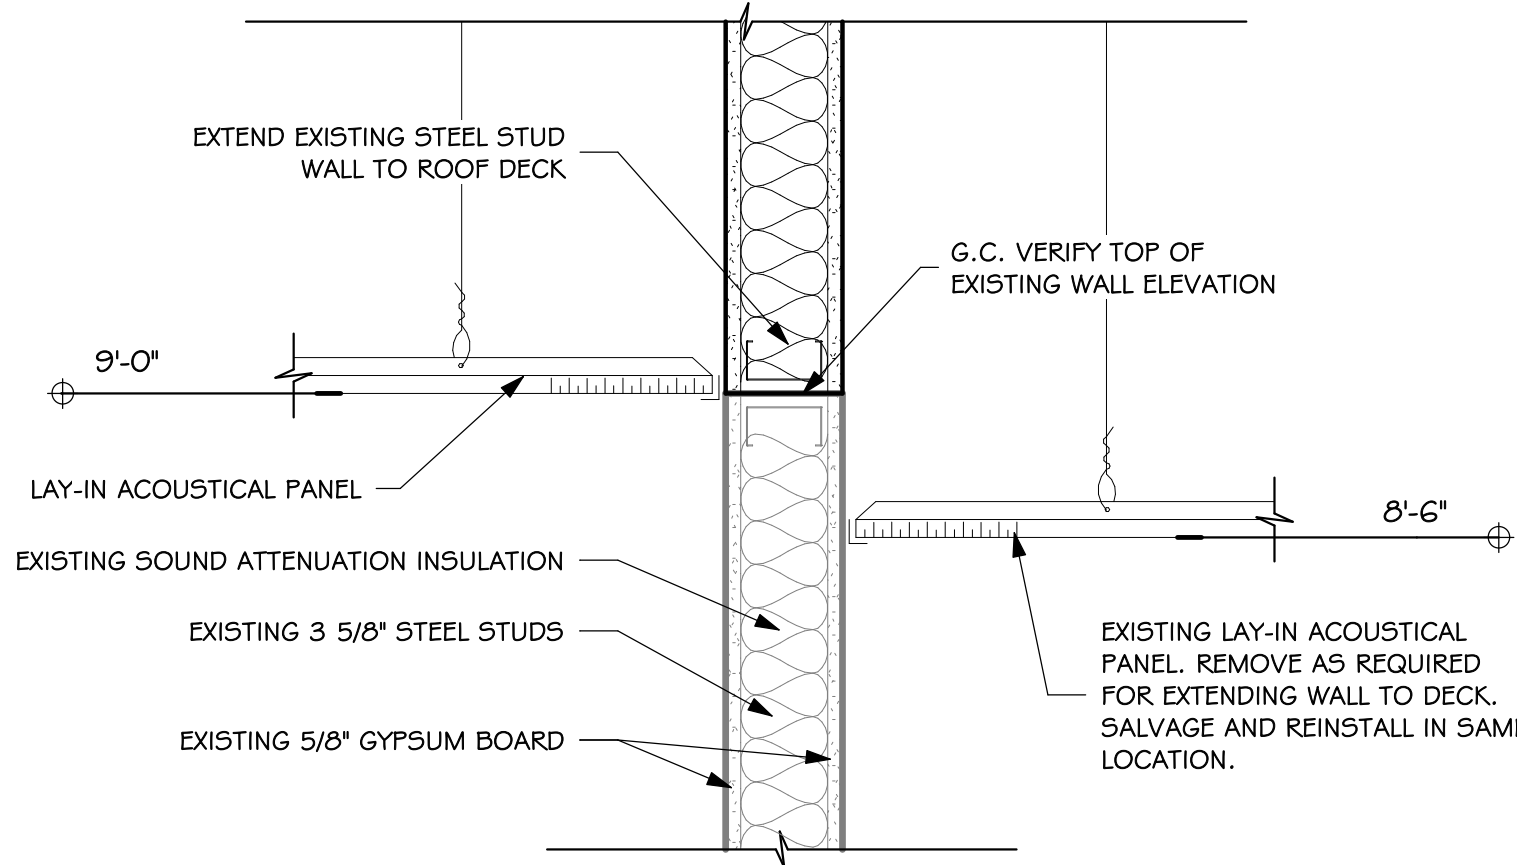 EXTEND EXISTING STEEL STUD
WALL TO ROOF DECK
G.C. VERIFY TOP OF
EXISTING WALL ELEVATION
9'-0"
LAY-IN ACOUSTICAL PANEL
8'-6"
EXISTING SOUND ATTENUATION INSULATION
EXISTING 3 5/8" STEEL STUDS
EXISTING 5/8" GYPSUM BOARD
EXISTING LAY-IN ACOUSTICAL
PANEL. REMOVE AS REQUIRED
FOR EXTENDING WALL TO DECK.
SALVAGE AND REINSTALL IN SAME
LOCATION.